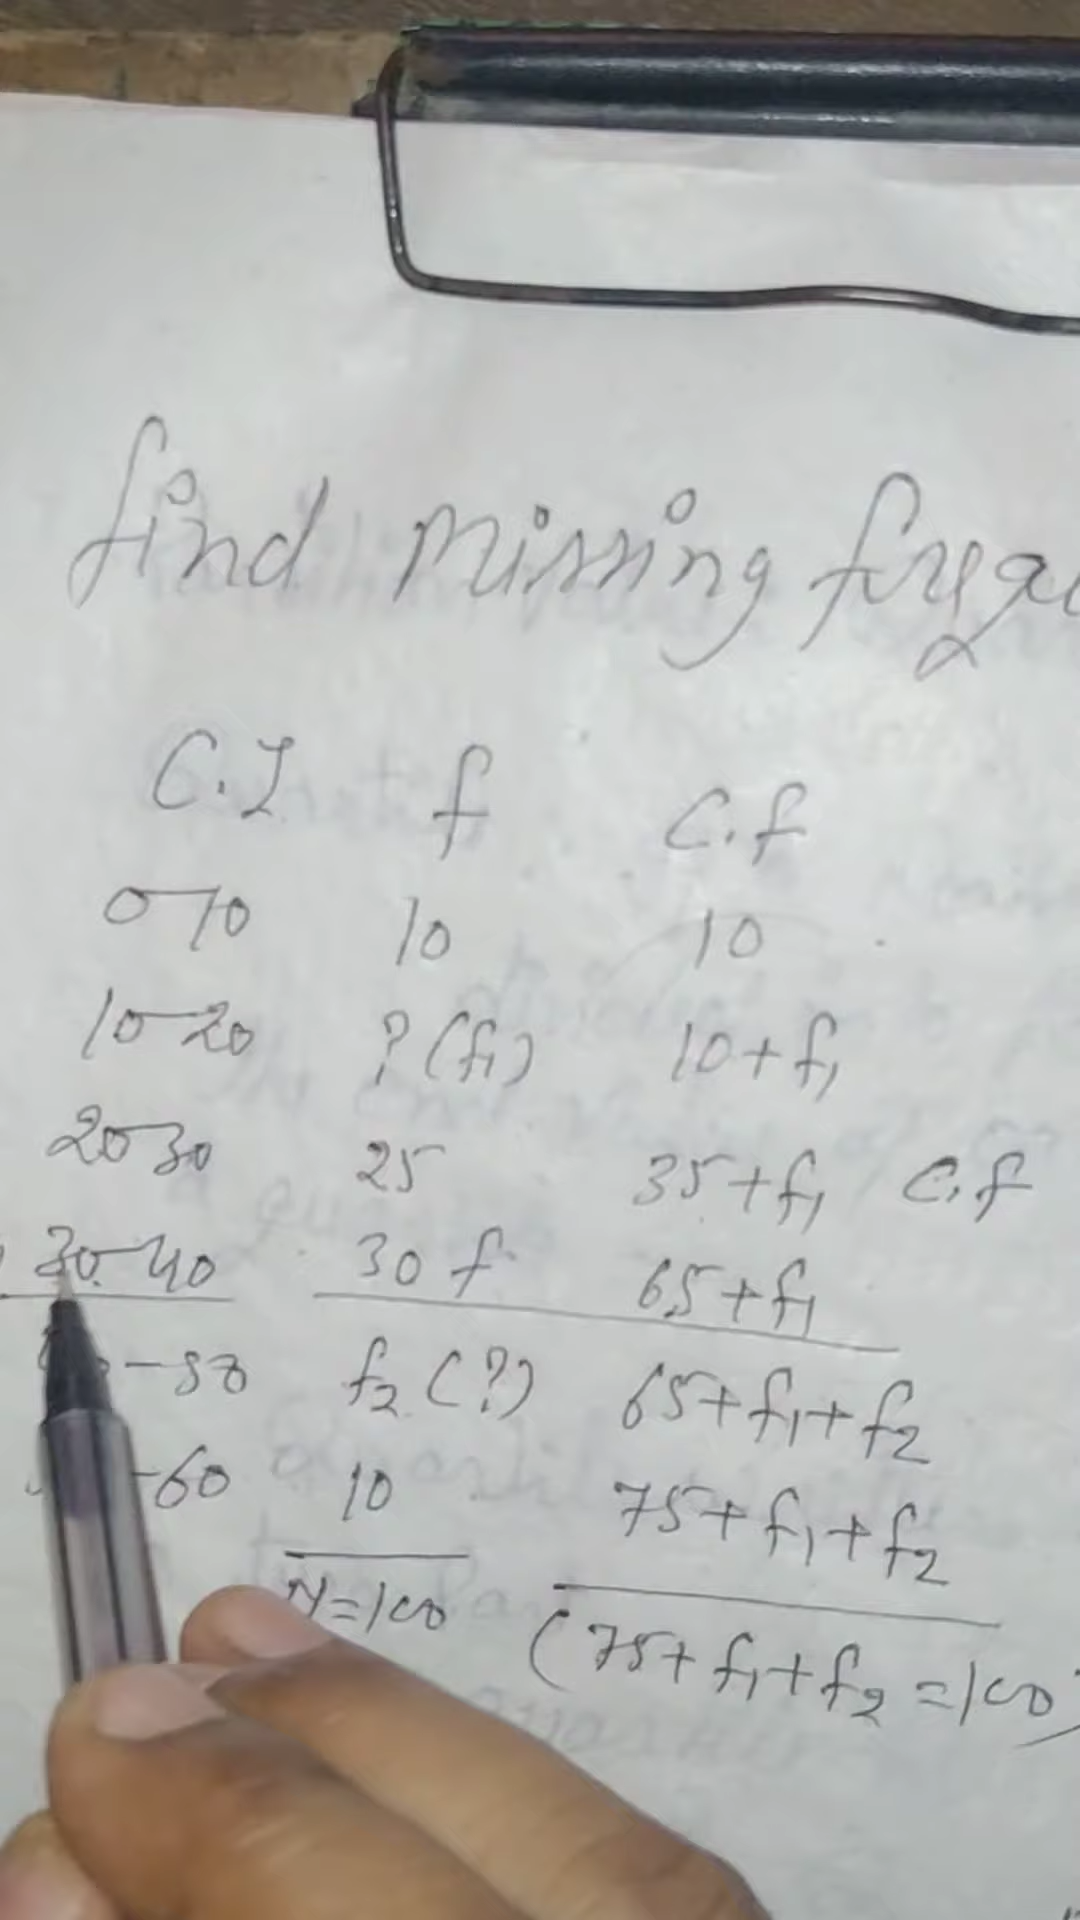 find missing
C.I f C.f
0-10 10 10
10-20 ? (f1) 10+f1
20-30 25 35+f1 C.f
30-40 30 f 65+f1
-50 f2 (?) 65+f1+f2
-60 10 75+f1+f2
N=100 (75+f1+f2=100)